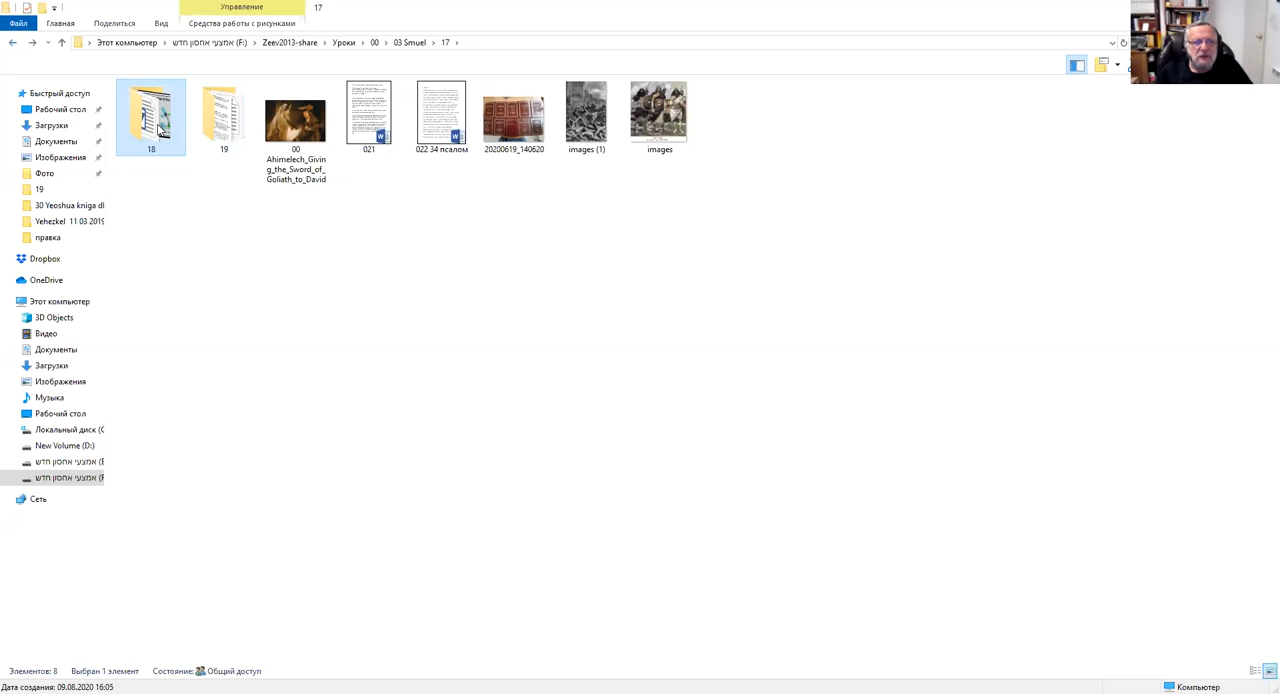 Управление
17
Файл
Главная
Поделиться
Вид
Средства работы с рисунками
Этот компьютер
אמצעי אחסון חדש (F:)
Zeev2013-share
Уроки
00
03 Smuel
17
Быстрый доступ
Рабочий стол
Загрузки
Документы
Изображения
Фото
19
30 Yeoshua kniga dl
Yehezkel 11 03 2019
правка
Dropbox
OneDrive
Этот компьютер
3D Objects
Видео
Документы
Загрузки
Изображения
Музыка
Рабочий стол
Локальный диск (C
New Volume (D:)
אמצעי אחסון חדש (E
אמצעי אחסון חדש (F
Сеть
18
19
00
Ahimelech_Givin
g_the_Sword_of_
Goliath_to_David
021
022 34 псалом
20200619_140620
images (1)
images
Элементов: 8
Выбран 1 элемент
Состояние:
Общий доступ
Дата создания: 09.08.2020 16:05
Компьютер